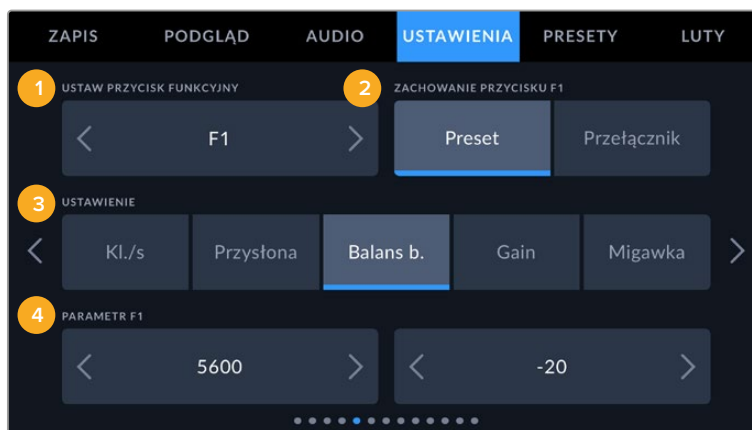 ZAPIS PODGLĄD AUDIO USTAWIENIA PRESETY LUTY
1 USTAW PRZYCISK FUNKCYJNY 2 ZACHOWANIE PRZYCISKU F1
F1 Preset Przełącznik
3 USTAWIENIE
Kl./s Przysłona Balans b. Gain Migawka
4 PARAMETR F1
5600 -20